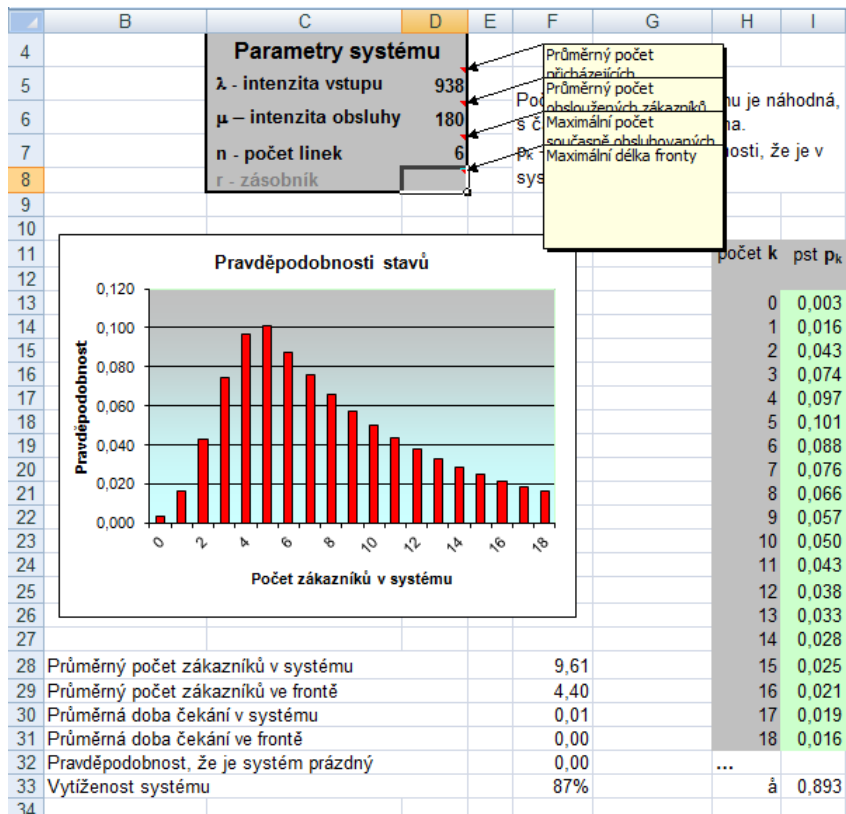 B C D E F G H I
4 Parametry systému
5 λ - intenzita vstupu 938
6 μ – intenzita obsluhy 180
7 n - počet linek 6
8 r - zásobník
Průměrný počet
přicházejících
Průměrný počet
obsloužených zákazníků
Maximální počet
současně obsluhovaných
Maximální délka fronty
nu je náhodná,
s č na.
pk - nosti, že je v
sys
9
10
11 počet k pst pk
12
13 0 0,003
14 1 0,016
15 2 0,043
16 3 0,074
17 4 0,097
18 5 0,101
19 6 0,088
20 7 0,076
21 8 0,066
22 9 0,057
23 10 0,050
24 11 0,043
25 12 0,038
26 13 0,033
27 14 0,028
Pravděpodobnosti stavů
Pravděpodobnost
0,120
0,100
0,080
0,060
0,040
0,020
0,000
0 2 4 6 8 10 12 14 16 18
Počet zákazníků v systému
28 Průměrný počet zákazníků v systému 9,61 15 0,025
29 Průměrný počet zákazníků ve frontě 4,40 16 0,021
30 Průměrná doba čekání v systému 0,01 17 0,019
31 Průměrná doba čekání ve frontě 0,00 18 0,016
32 Pravděpodobnost, že je systém prázdný 0,00 ...
33 Vytíženost systému 87% å 0,893
34